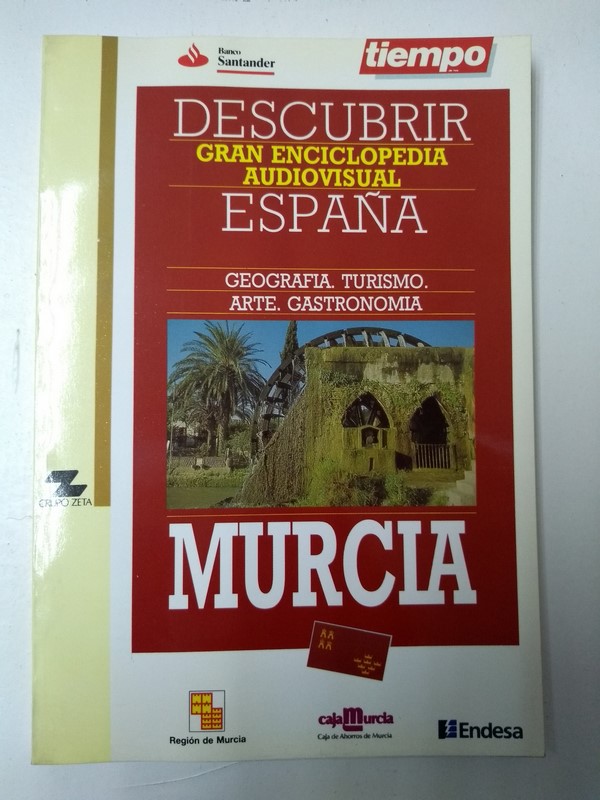 Banco
Santander
tiempo
DESCUBRIR
GRAN ENCICLOPEDIA
AUDIOVISUAL
ESPAÑA
GEOGRAFIA. TURISMO.
ARTE. GASTRONOMIA
GRUPO ZETA
MURCIA
Región de Murcia
cajamurcia
Caja de Ahorros de Murcia
Endesa